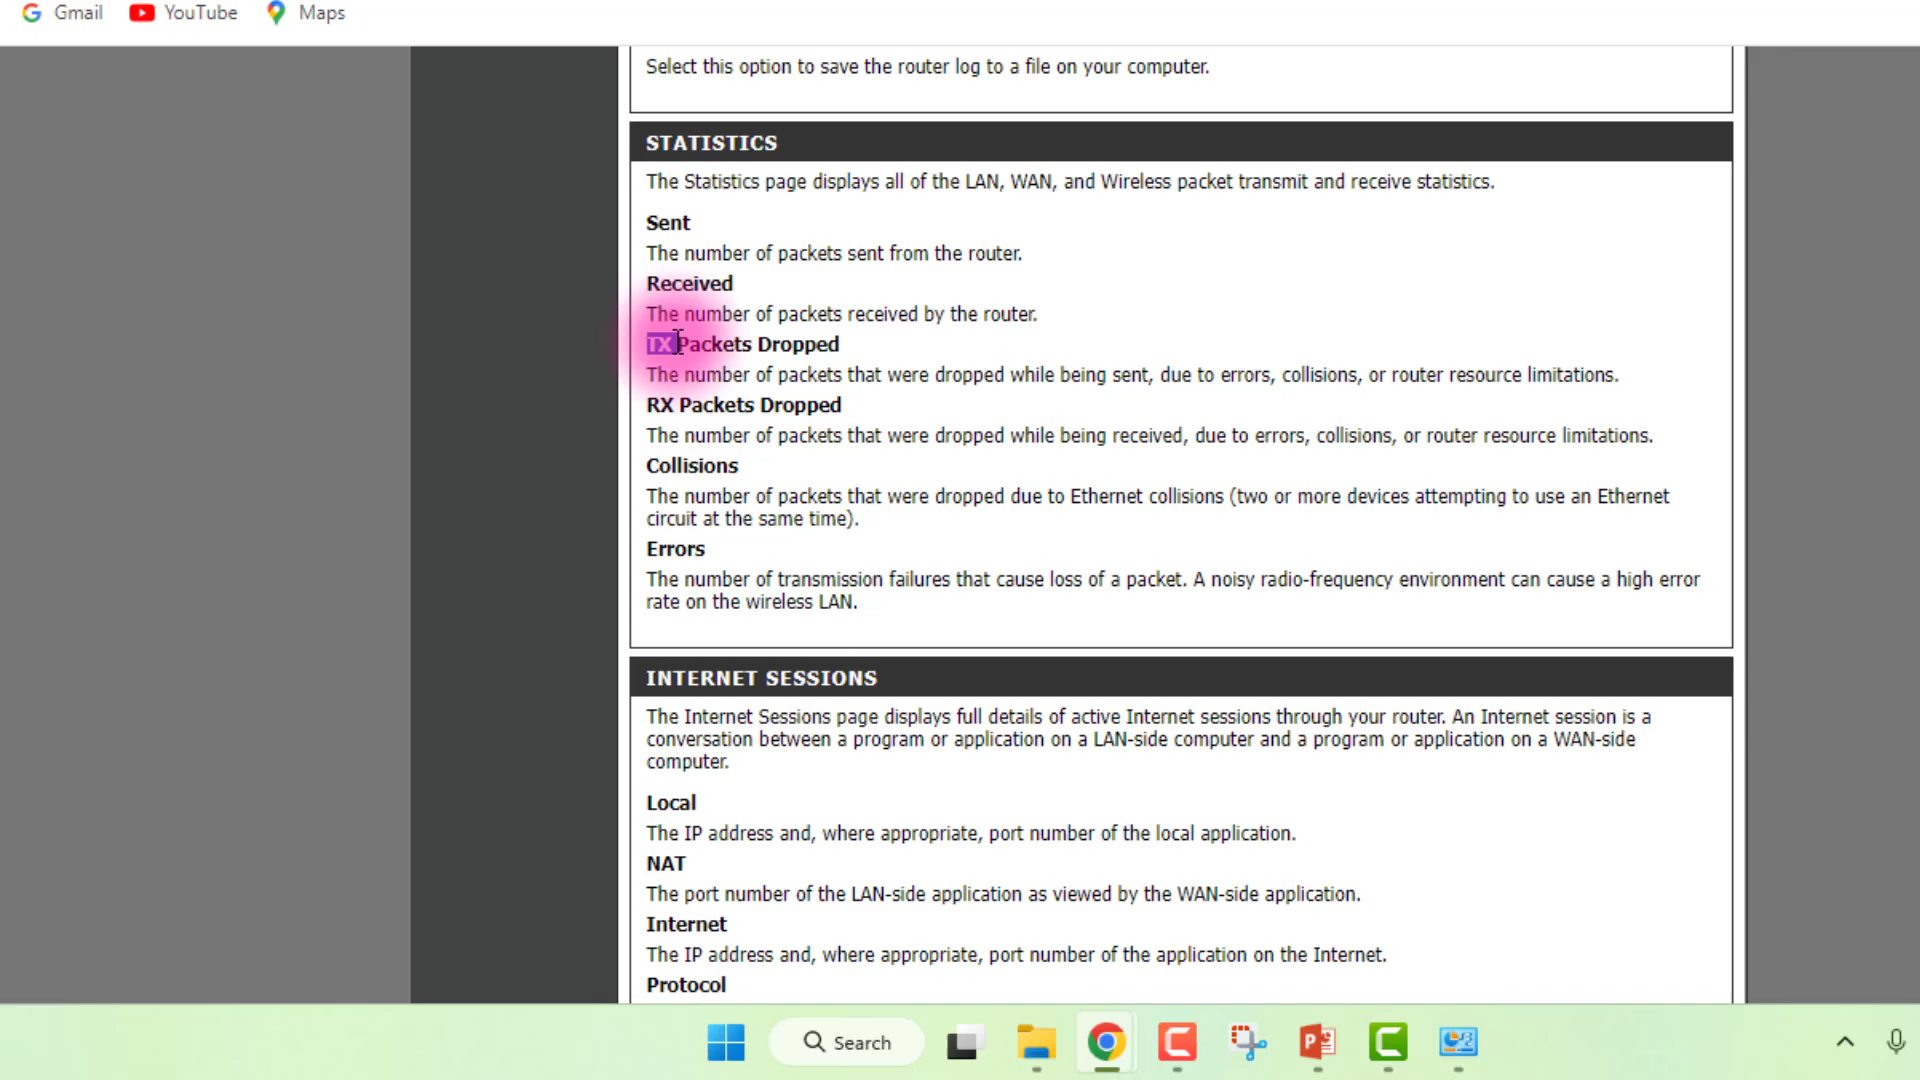 Gmail YouTube Maps
Select this option to save the router log to a file on your computer.
STATISTICS
The Statistics page displays all of the LAN, WAN, and Wireless packet transmit and receive statistics.
Sent
The number of packets sent from the router.
Received
The number of packets received by the router.
TX Packets Dropped
The number of packets that were dropped while being sent, due to errors, collisions, or router resource limitations.
RX Packets Dropped
The number of packets that were dropped while being received, due to errors, collisions, or router resource limitations.
Collisions
The number of packets that were dropped due to Ethernet collisions (two or more devices attempting to use an Ethernet
circuit at the same time).
Errors
The number of transmission failures that cause loss of a packet. A noisy radio-frequency environment can cause a high error
rate on the wireless LAN.
INTERNET SESSIONS
The Internet Sessions page displays full details of active Internet sessions through your router. An Internet session is a
conversation between a program or application on a LAN-side computer and a program or application on a WAN-side
computer.
Local
The IP address and, where appropriate, port number of the local application.
NAT
The port number of the LAN-side application as viewed by the WAN-side application.
Internet
The IP address and, where appropriate, port number of the application on the Internet.
Protocol
Search